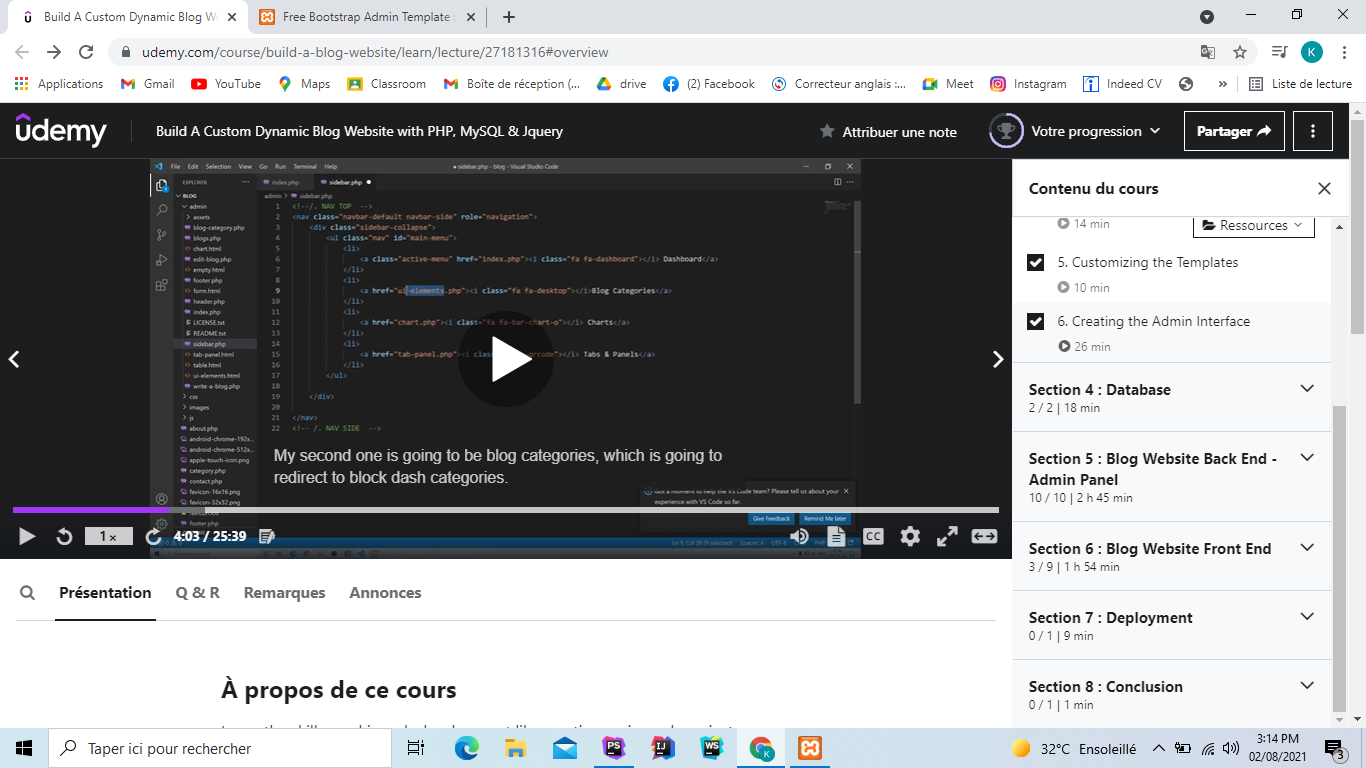 Build A Custom Dynamic Blog W
Free Bootstrap Admin Template
udemy.com/course/build-a-blog-website/learn/lecture/27181316#overview
K
Applications
Gmail
YouTube
Maps
Classroom
Boîte de réception (...
drive
(2) Facebook
Correcteur anglais :...
Meet
Instagram
Indeed CV
»
Liste de lecture
udemy
Build A Custom Dynamic Blog Website with PHP, MySQL & Jquery
Attribuer une note
Votre progression
Partager
File Edit Selection View Go Run Terminal Help
sidebar.php - blog - Visual Studio Code
EXPLORER
index.php
sidebar.php
BLOG
admin > sidebar.php
admin
assets
blog-category.php
blogs.php
chart.html
edit-blog.php
empty.html
footer.php
form.html
header.php
index.php
LICENSE.txt
README.txt
sidebar.php
tab-panel.html
table.html
ui-elements.html
write-a-blog.php
css
images
js
about.php
android-chrome-192x...
android-chrome-512x...
apple-touch-icon.png
category.php
contact.php
favicon-16x16.png
favicon-32x32.png
footer.php
1 <!--/. NAV TOP -->
2 <nav class="navbar-default navbar-side" role="navigation">
3 <div class="sidebar-collapse">
4 <ul class="nav" id="main-menu">
5 <li>
6 <a class="active-menu" href="index.php"><i class="fa fa-dashboard"></i> Dashboard</a>
7 </li>
8 <li>
9 <a href="ui-elements.php"><i class="fa fa-desktop"></i>Blog Categories</a>
10 </li>
11 <li>
12 <a href="chart.php"><i class="fa fa-bar-chart-o"></i> Charts</a>
13 </li>
14 <li>
15 <a href="tab-panel.php"><i code"></i> Tabs & Panels</a>
16 </li>
17 </ul>
18
19 </div>
20
21 </nav>
22 <!-- /. NAV SIDE -->
My second one is going to be blog categories, which is going to
redirect to block dash categories.
Got a moment to help the VS Code team? Please tell us about your
experience with VS Code so far.
Give Feedback
Remind Me later
1 ×
4:03 / 25:39
CC
Contenu du cours
14 min
Ressources
5. Customizing the Templates
10 min
6. Creating the Admin Interface
26 min
Section 4 : Database
2 / 2 | 18 min
Section 5 : Blog Website Back End -
Admin Panel
10 / 10 | 2 h 45 min
Section 6 : Blog Website Front End
3 / 9 | 1 h 54 min
Section 7 : Deployment
0 / 1 | 9 min
Section 8 : Conclusion
0 / 1 | 1 min
Présentation
Q & R
Remarques
Annonces
À propos de ce cours
Taper ici pour rechercher
PS
IJ
WS
K
32°C Ensoleillé
3:14 PM
02/08/2021
3